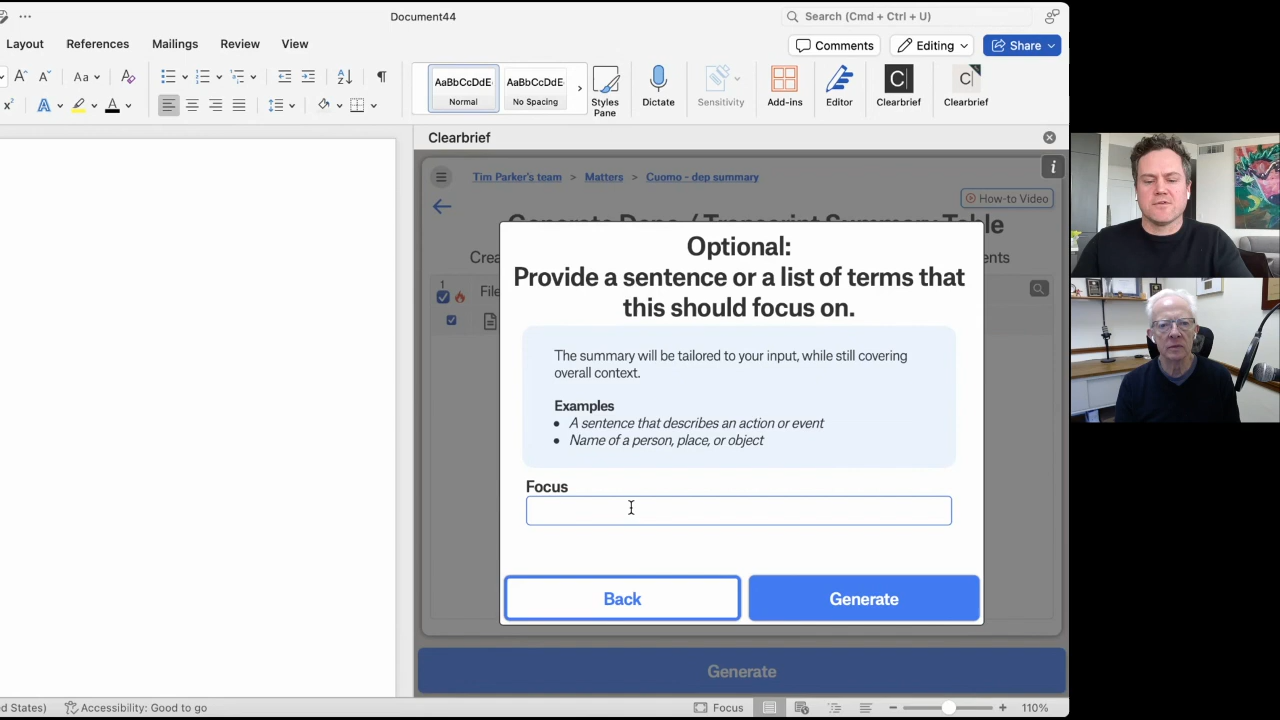 Document44
Search (Cmd + Ctrl + U)
Layout References Mailings Review View
Comments Editing Share
Aa
AaBbCcDdE
Normal
AaBbCcDdE
No Spacing
Styles
Pane
Dictate
Sensitivity
Add-ins
Editor
Clearbrief
Clearbrief
Clearbrief
Tim Parker's team > Matters > Cuomo - dep summary
How-to Video
Optional:
Provide a sentence or a list of terms that
this should focus on.
1
The summary will be tailored to your input, while still covering
overall context.
Examples
• A sentence that describes an action or event
• Name of a person, place, or object
Focus
Back Generate
Generate
d States) Accessibility: Good to go Focus 110%